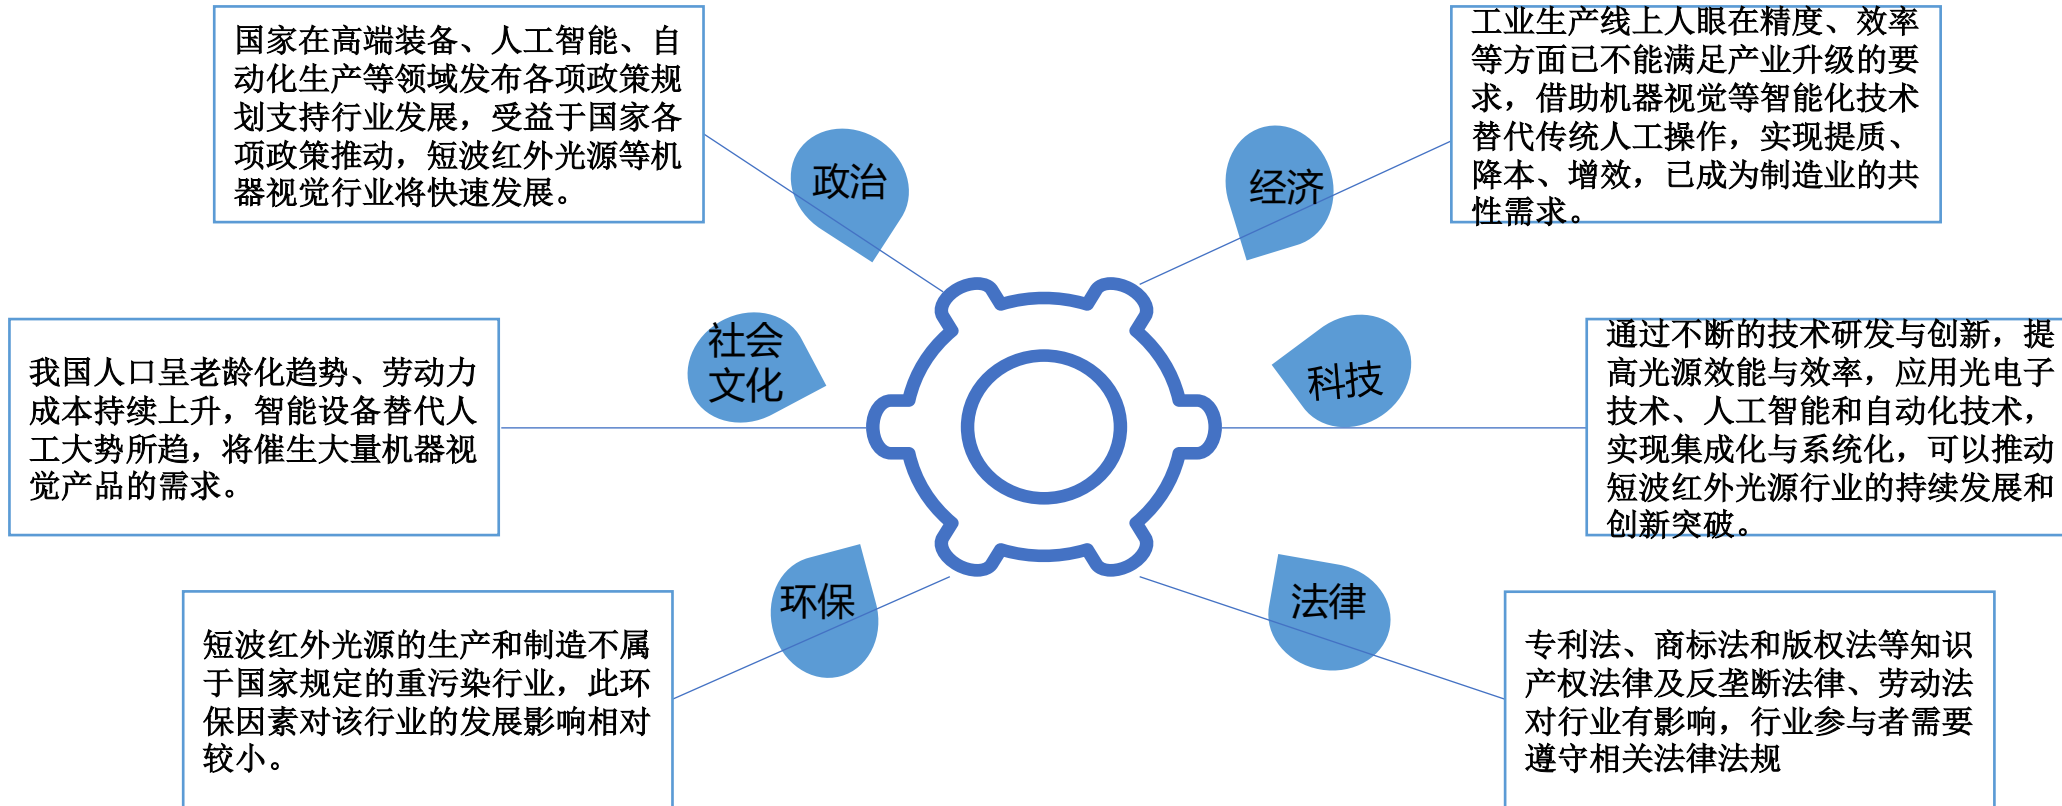 国家在高端装备、人工智能、自
动化生产等领域发布各项政策规
划支持行业发展，受益于国家各
项政策推动，短波红外光源等机
器视觉行业将快速发展。
政治
经济
工业生产线上人眼在精度、效率
等方面已不能满足产业升级的要
求，借助机器视觉等智能化技术
替代传统人工操作，实现提质、
降本、增效，已成为制造业的共
性需求。
我国人口呈老龄化趋势、劳动力
成本持续上升，智能设备替代人
工大势所趋，将催生大量机器视
觉产品的需求。
社会
文化
科技
通过不断的技术研发与创新，提
高光源效能与效率，应用光电子
技术、人工智能和自动化技术，
实现集成化与系统化，可以推动
短波红外光源行业的持续发展和
创新突破。
短波红外光源的生产和制造不属
于国家规定的重污染行业，此环
保因素对该行业的发展影响相对
较小。
环保
法律
专利法、商标法和版权法等知识
产权法律及反垄断法律、劳动法
对行业有影响，行业参与者需要
遵守相关法律法规